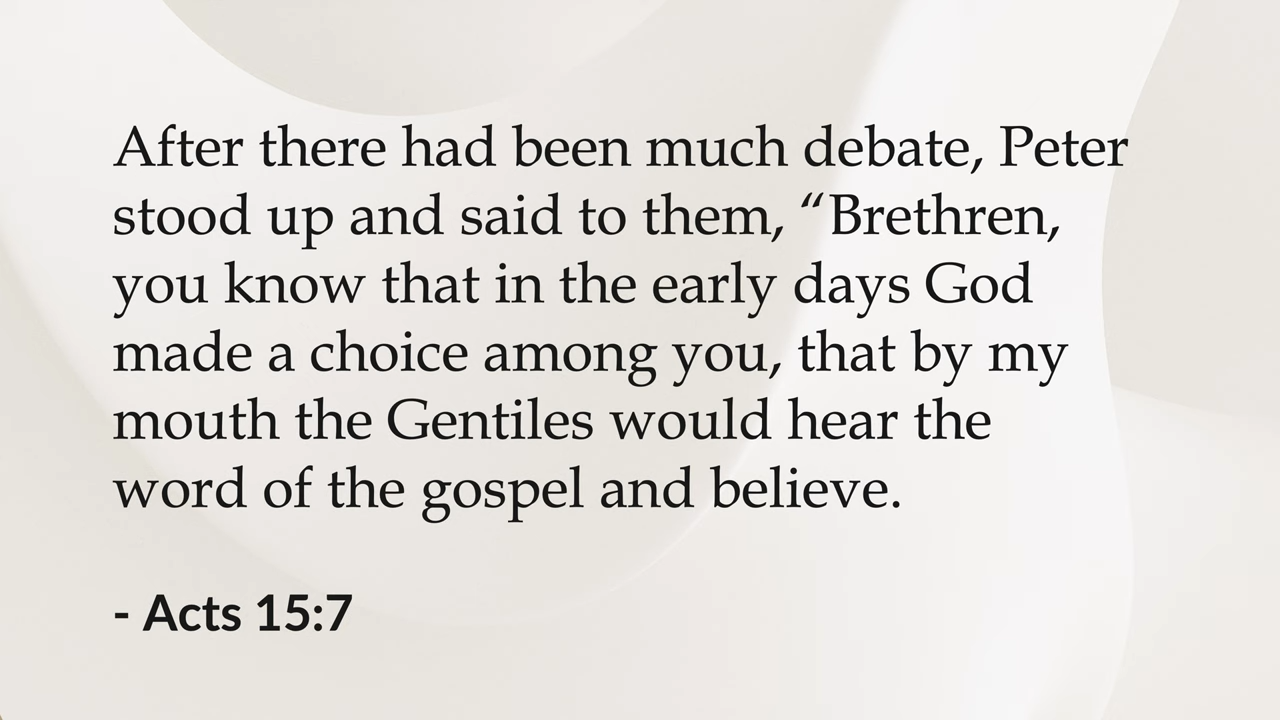 After there had been much debate, Peter
stood up and said to them, “Brethren,
you know that in the early days God
made a choice among you, that by my
mouth the Gentiles would hear the
word of the gospel and believe.
- Acts 15:7